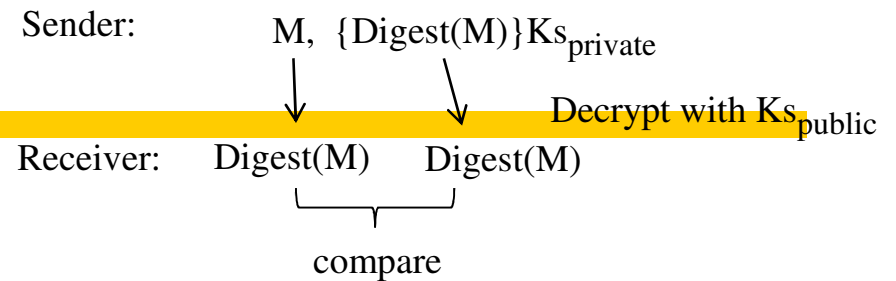 Sender: M, {Digest(M)}Ks_private
Decrypt with Ks_public
Receiver: Digest(M) Digest(M)
compare